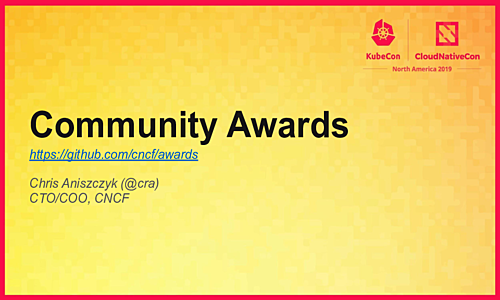 KubeCon
CloudNativeCon
North America 2019
Community Awards
https://github.com/cncf/awards
Chris Aniszczyk (@cra)
CTO/COO, CNCF